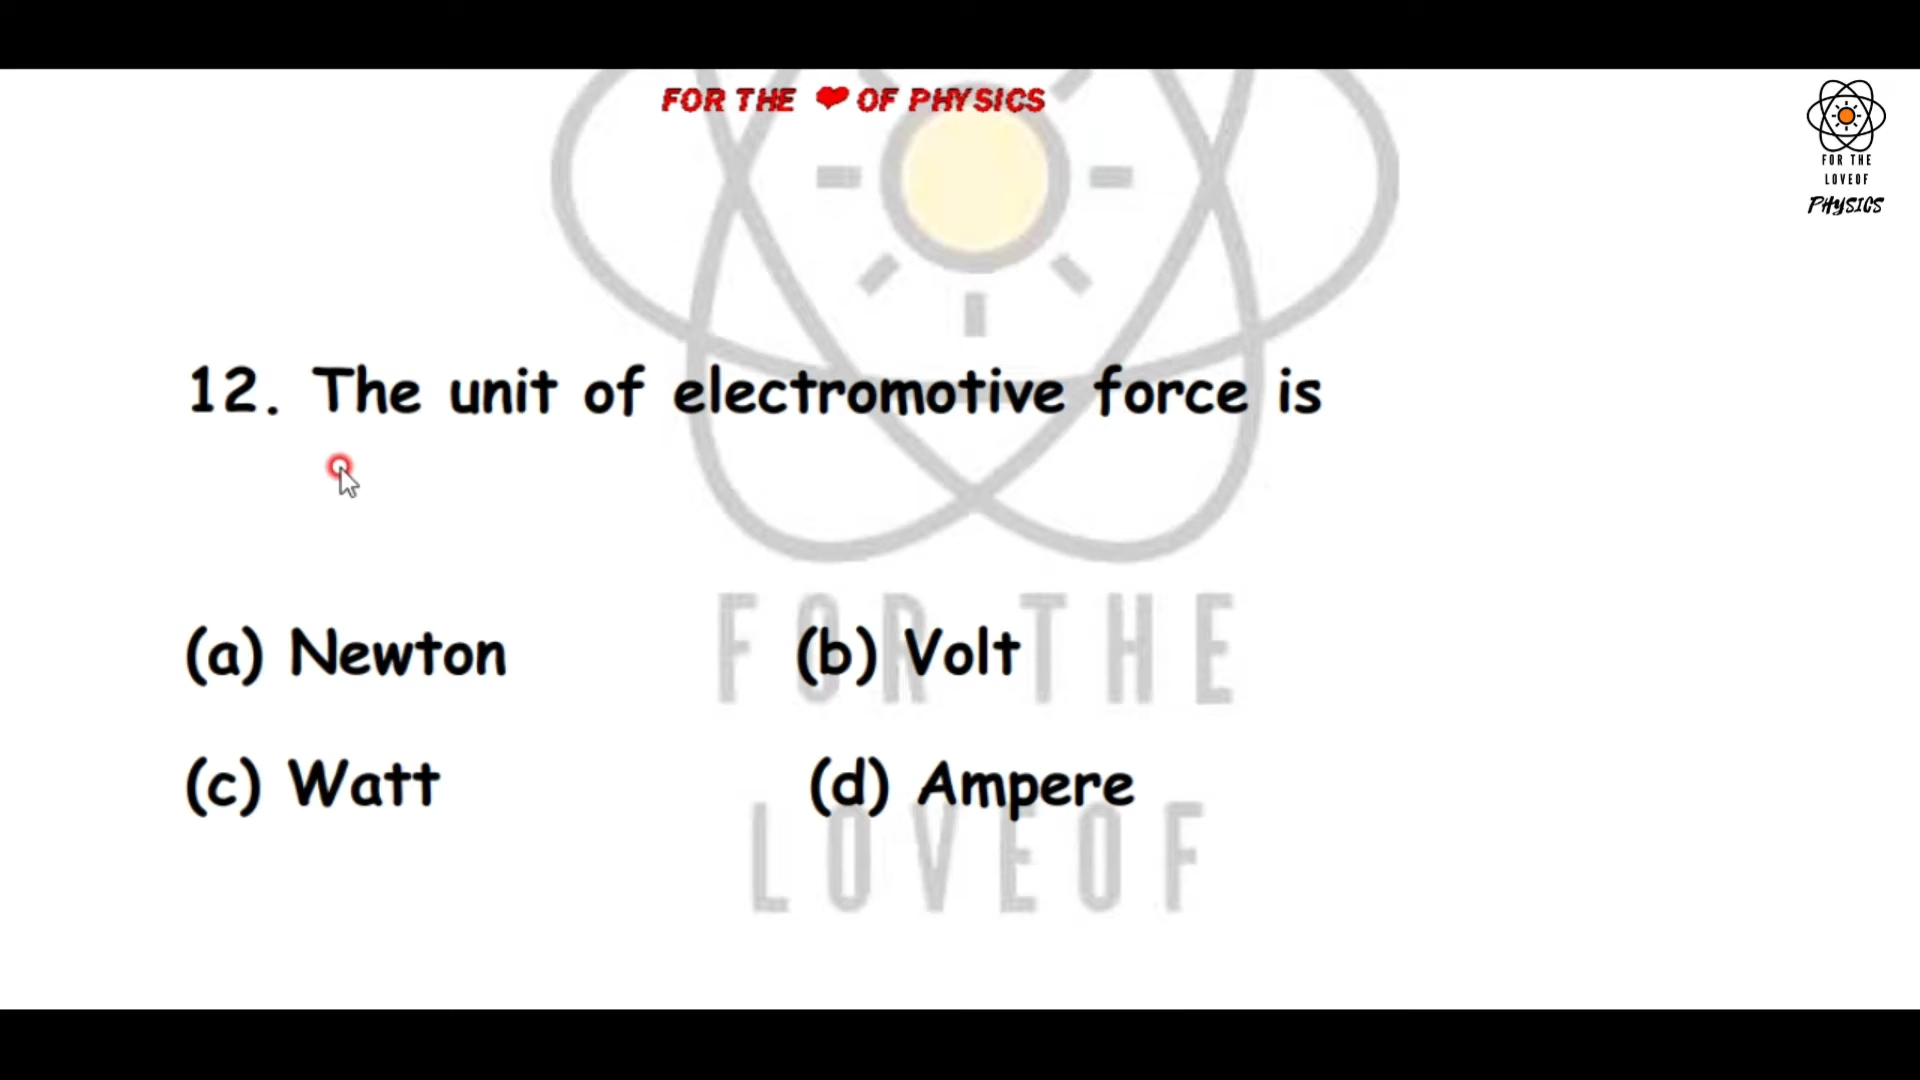 FOR THE ❤ OF PHYSICS
FOR THE
LOVEOF
PHYSICS
12. The unit of electromotive force is
(a) Newton (b) Volt
FOR THE
(c) Watt (d) Ampere
LOVEOF